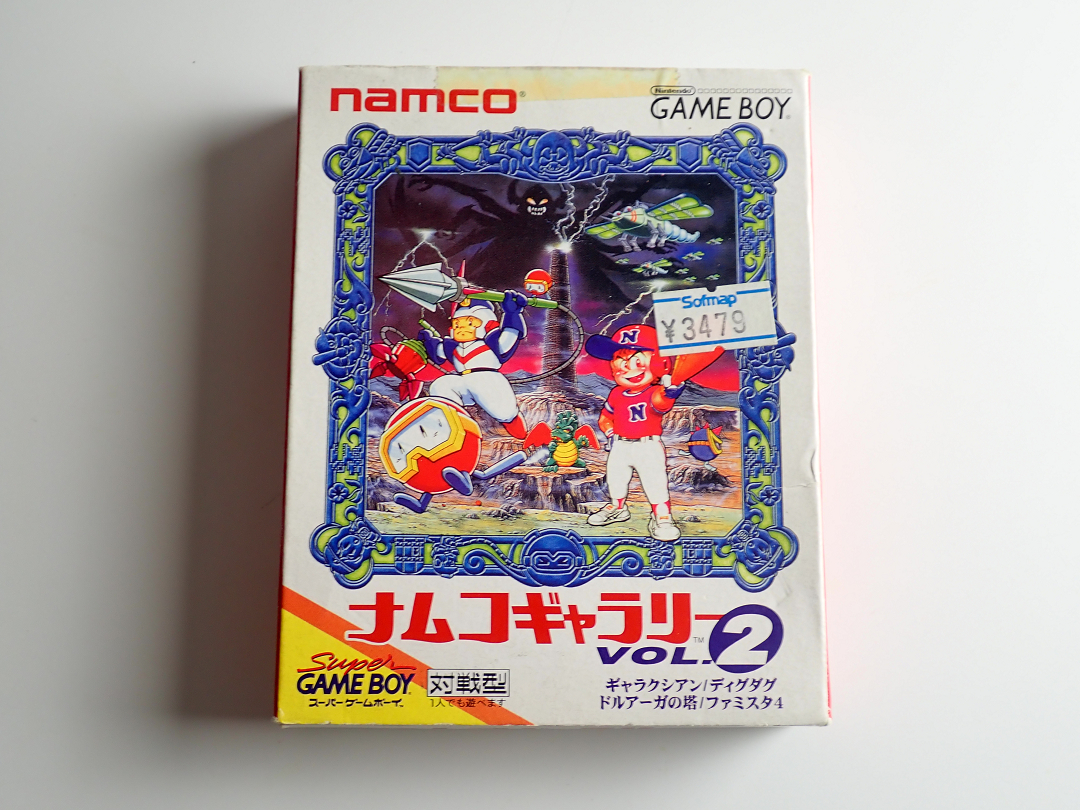 namco®
Nintendo
GAME BOY®
Sofmap
¥3479
N
N
ナムコギャラリー™
VOL.2
Super
GAME BOY
スーパーゲームボーイ
対戦型
1人でも遊べます
ギャラクシアン/ディグダグ
ドルアーガの塔/ファミスタ4